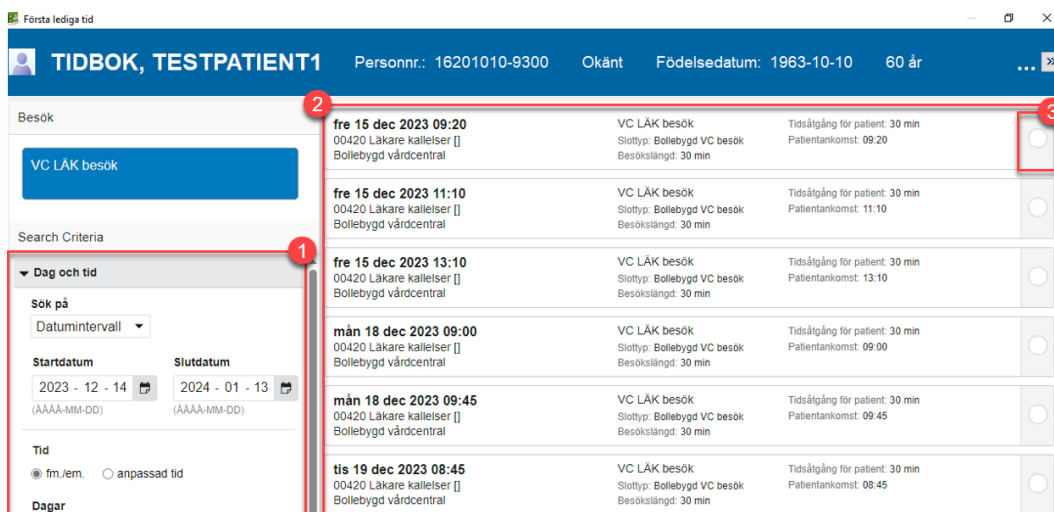 Första lediga tid
TIDBOK, TESTPATIENT1 Personnr.: 16201010-9300 Okänt Födelsedatum: 1963-10-10 60 år ... »
Besök
VC LÄK besök
Search Criteria
1
Dag och tid
Sök på
Datumintervall
Startdatum Slutdatum
2023 - 12 - 14 2024 - 01 - 13
(ÅÅÅÅ-MM-DD) (ÅÅÅÅ-MM-DD)
Tid
fm./em. anpassad tid
Dagar
2
3
fre 15 dec 2023 09:20 VC LÄK besök Tidsåtgång för patient: 30 min
00420 Läkare kallelser [] Slottyp: Bollebygd VC besök Patientankomst: 09:20
Bollebygd vårdcentral Besökslängd: 30 min
fre 15 dec 2023 11:10 VC LÄK besök Tidsåtgång för patient: 30 min
00420 Läkare kallelser [] Slottyp: Bollebygd VC besök Patientankomst: 11:10
Bollebygd vårdcentral Besökslängd: 30 min
fre 15 dec 2023 13:10 VC LÄK besök Tidsåtgång för patient: 30 min
00420 Läkare kallelser [] Slottyp: Bollebygd VC besök Patientankomst: 13:10
Bollebygd vårdcentral Besökslängd: 30 min
mån 18 dec 2023 09:00 VC LÄK besök Tidsåtgång för patient: 30 min
00420 Läkare kallelser [] Slottyp: Bollebygd VC besök Patientankomst: 09:00
Bollebygd vårdcentral Besökslängd: 30 min
mån 18 dec 2023 09:45 VC LÄK besök Tidsåtgång för patient: 30 min
00420 Läkare kallelser [] Slottyp: Bollebygd VC besök Patientankomst: 09:45
Bollebygd vårdcentral Besökslängd: 30 min
tis 19 dec 2023 08:45 VC LÄK besök Tidsåtgång för patient: 30 min
00420 Läkare kallelser [] Slottyp: Bollebygd VC besök Patientankomst: 08:45
Bollebygd vårdcentral Besökslängd: 30 min